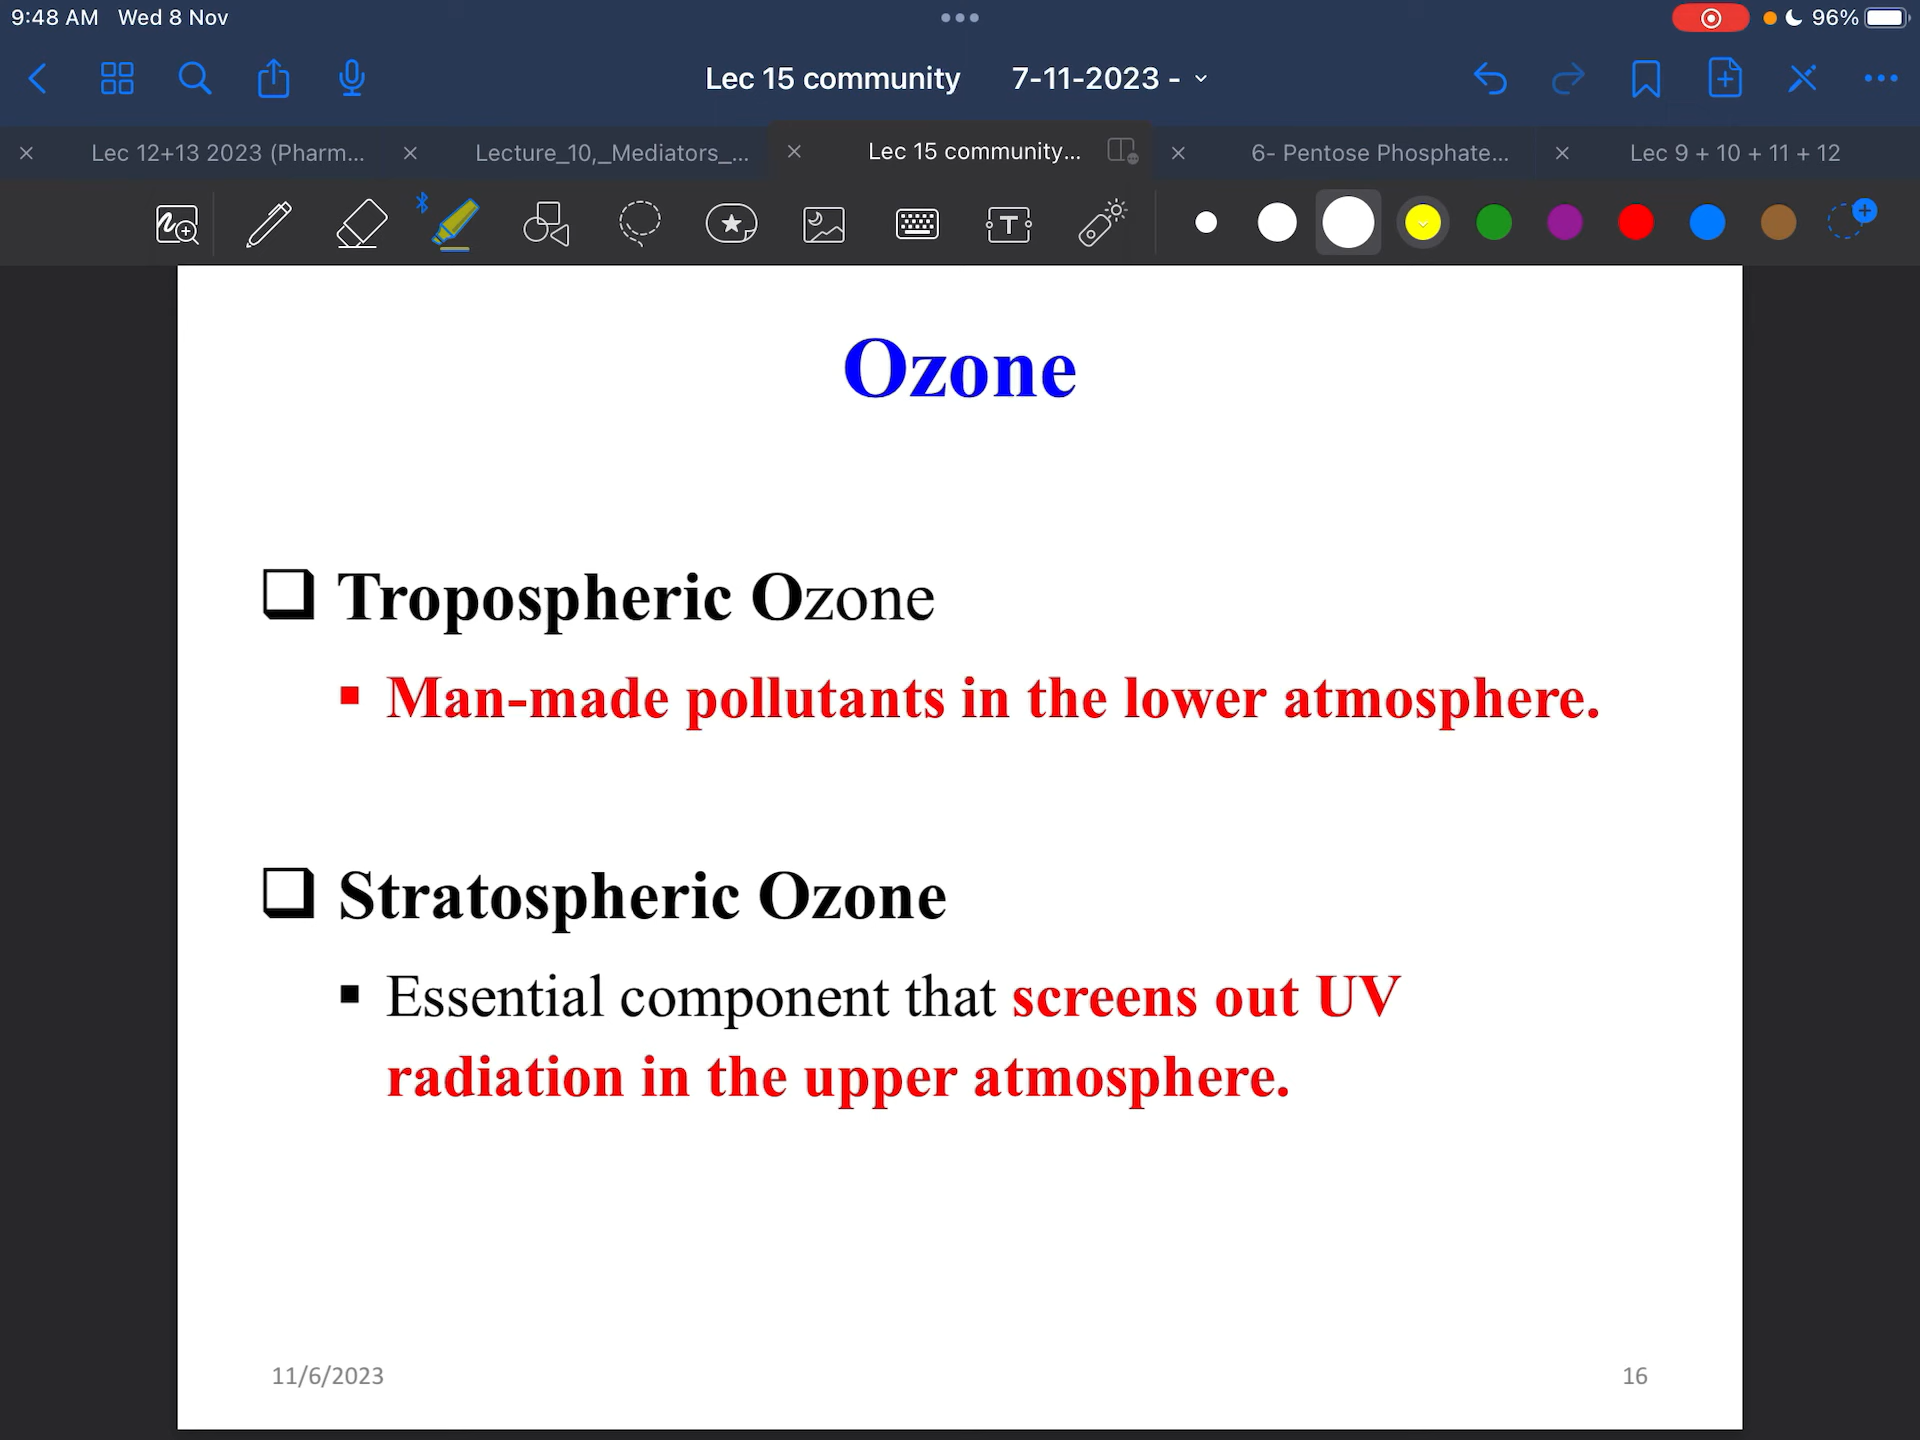 9:48 AM Wed 8 Nov
96%
Lec 15 community 7-11-2023 -
Lec 12+13 2023 (Pharm...
Lecture_10,_Mediators_...
Lec 15 community...
6- Pentose Phosphate...
Lec 9 + 10 + 11 + 12
Ozone
Tropospheric Ozone
Man-made pollutants in the lower atmosphere.
Stratospheric Ozone
Essential component that screens out UV
radiation in the upper atmosphere.
11/6/2023
16